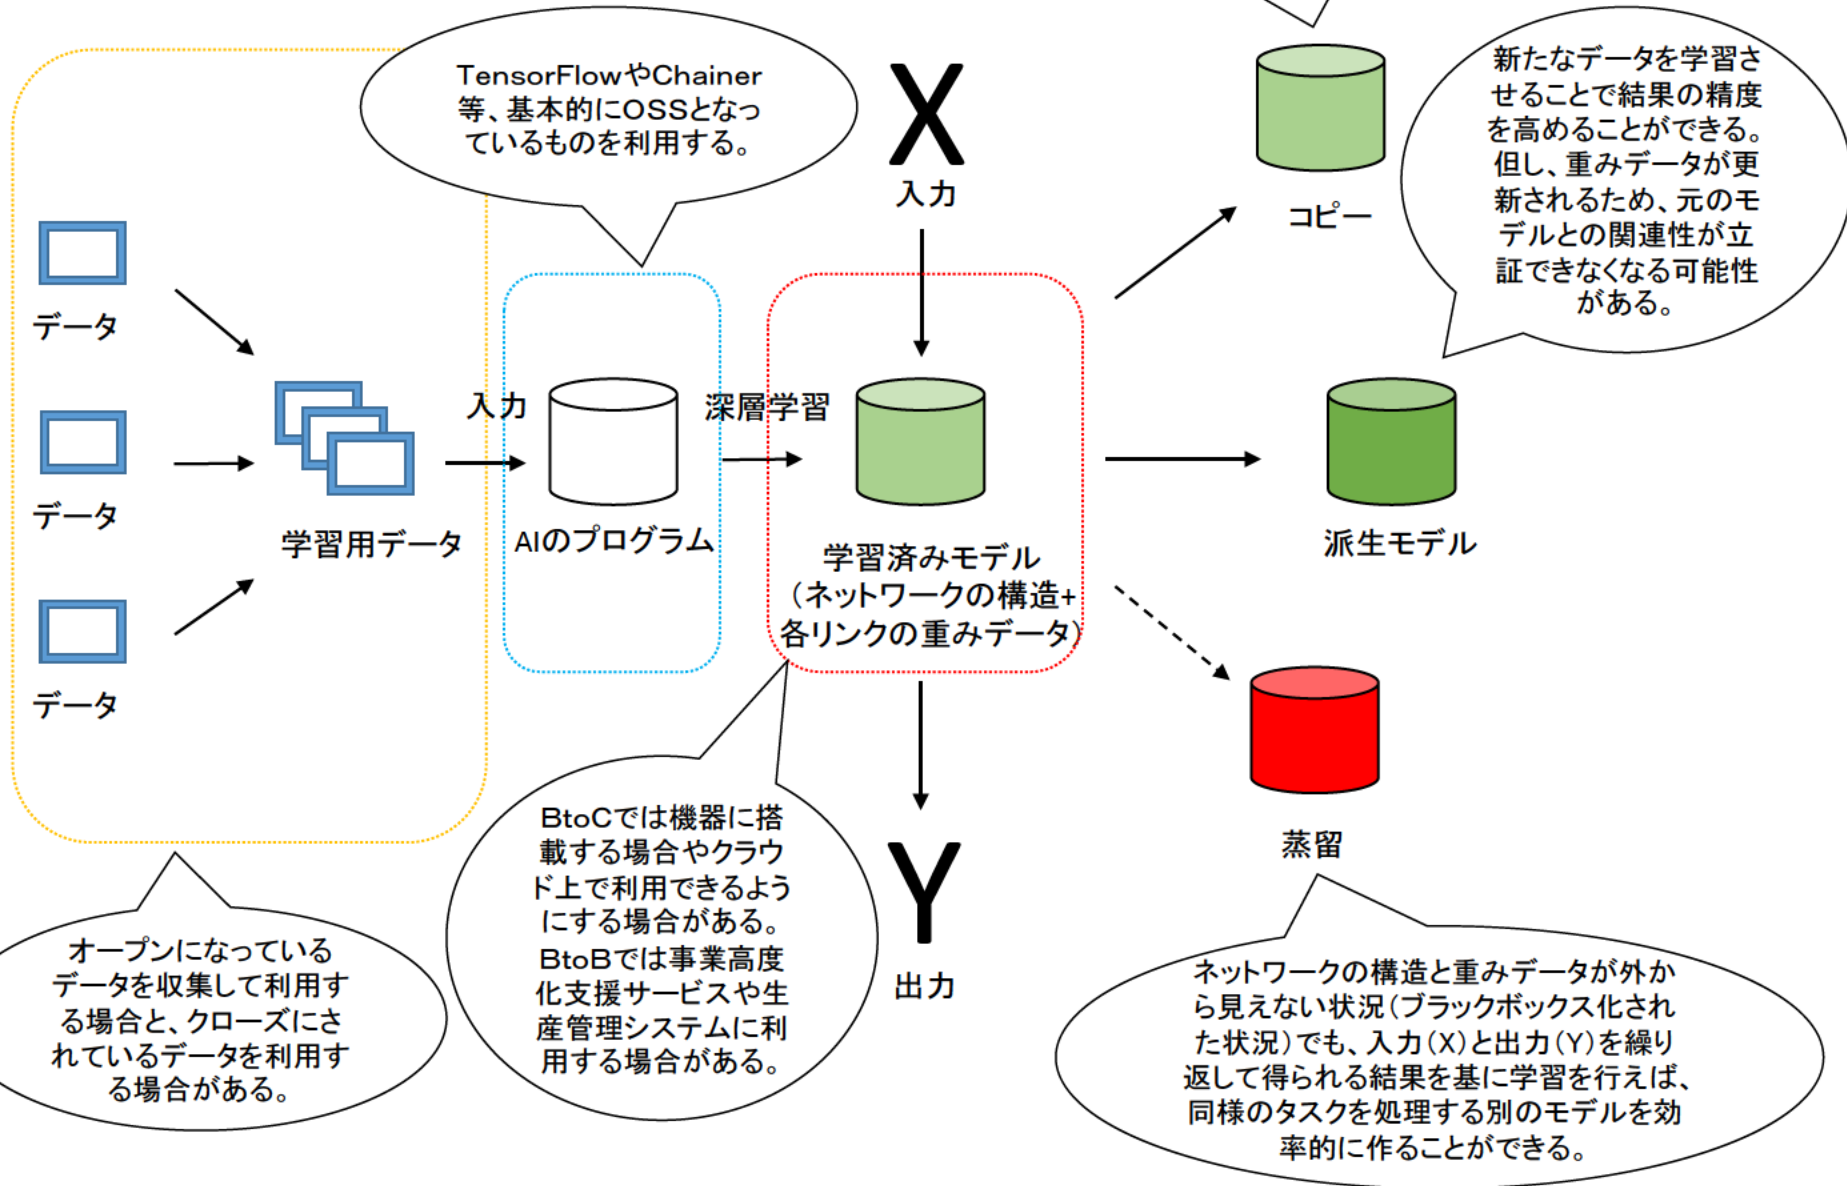 TensorFlowやChainer
等、基本的にOSSとなっ
ているものを利用する。
X
入力
コピー
新たなデータを学習さ
せることで結果の精度
を高めることができる。
但し、重みデータが更
新されるため、元のモ
デルとの関連性が立
証できなくなる可能性
がある。
データ
データ
データ
学習用データ
入力
AIのプログラム
深層学習
学習済みモデル
（ネットワークの構造+
各リンクの重みデータ）
派生モデル
蒸留
Y
出力
オープンになっている
データを収集して利用す
る場合と、クローズにさ
れているデータを利用す
る場合がある。
BtoCでは機器に搭
載する場合やクラウ
ド上で利用できるよう
にする場合がある。
BtoBでは事業高度
化支援サービスや生
産管理システムに利
用する場合がある。
ネットワークの構造と重みデータが外か
ら見えない状況（ブラックボックス化され
た状況）でも、入力（X）と出力（Y）を繰り
返して得られる結果を基に学習を行えば、
同様のタスクを処理する別のモデルを効
率的に作ることができる。